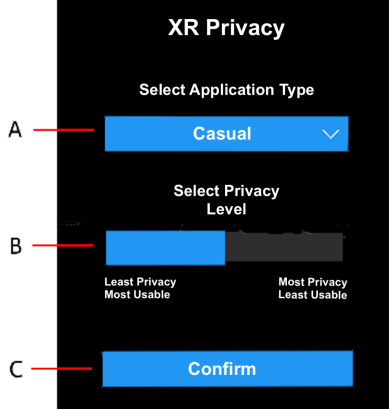 XR Privacy
Select Application Type
A
Casual
Select Privacy
Level
B
Least Privacy
Most Usable
Most Privacy
Least Usable
C
Confirm